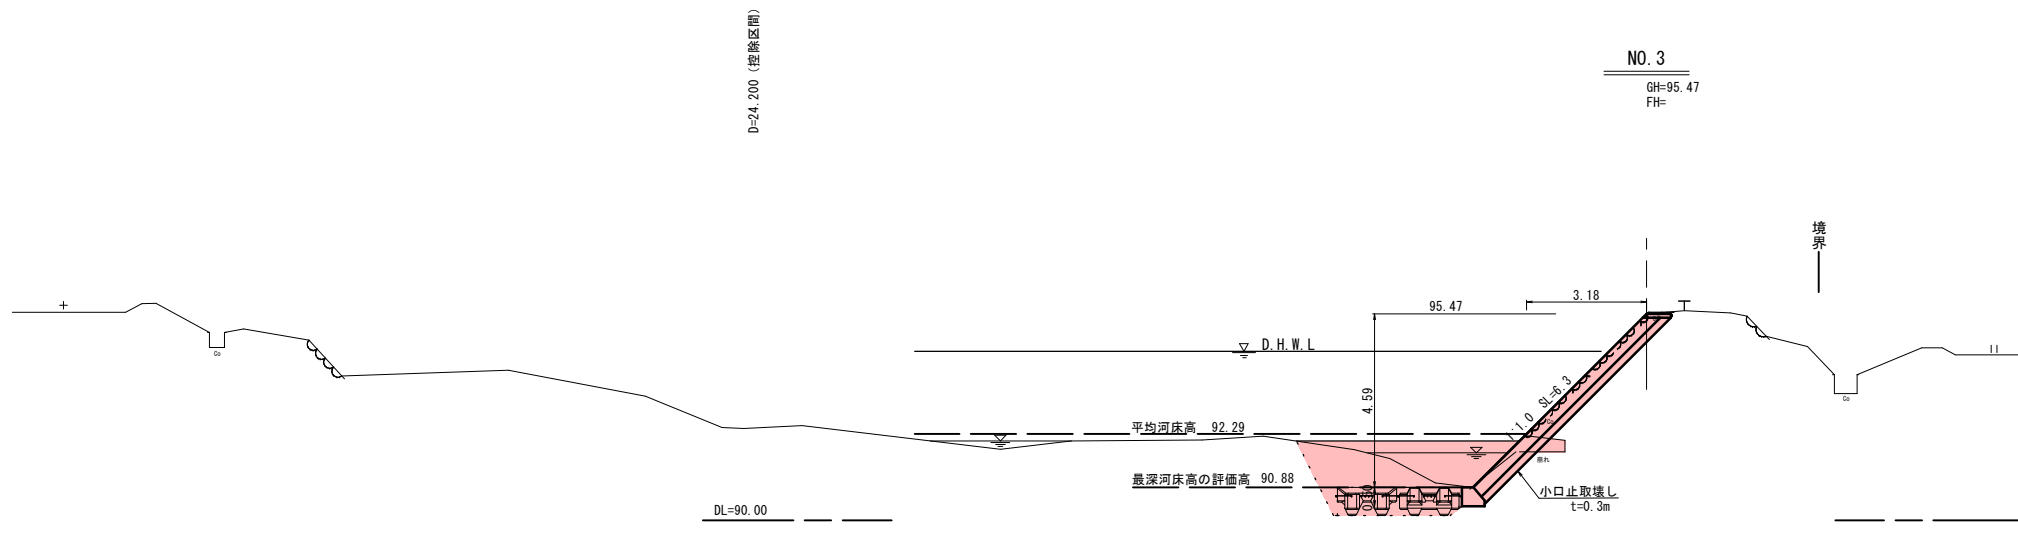 D=24.200 (控除区間)
NO.3
GH=95.47
FH=
境界
3.18
95.47
D.H.W.L
Co
4.59
1:1.0 SL=6.3
平均河床高 92.29
Co
崩れ
最深河床高の評価高 90.88
小口止取壊し
t=0.3m
DL=90.00
Co